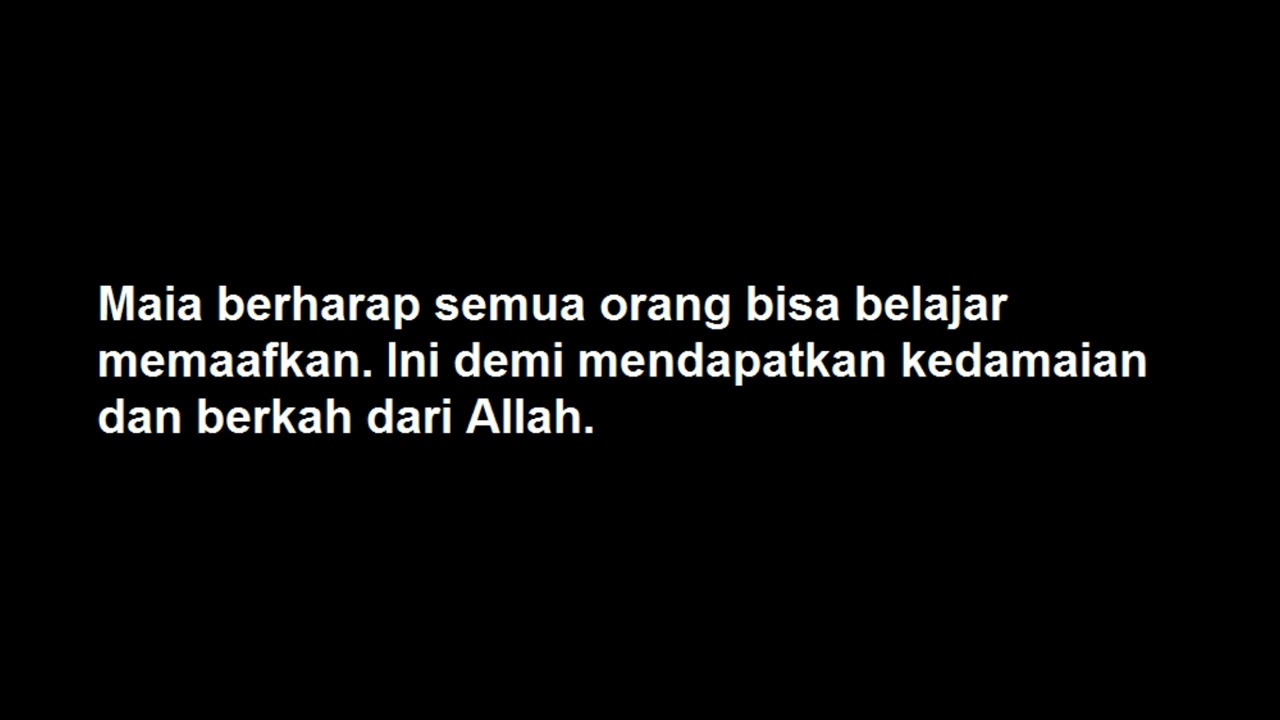 Maia berharap semua orang bisa belajar
memaafkan. Ini demi mendapatkan kedamaian
dan berkah dari Allah.